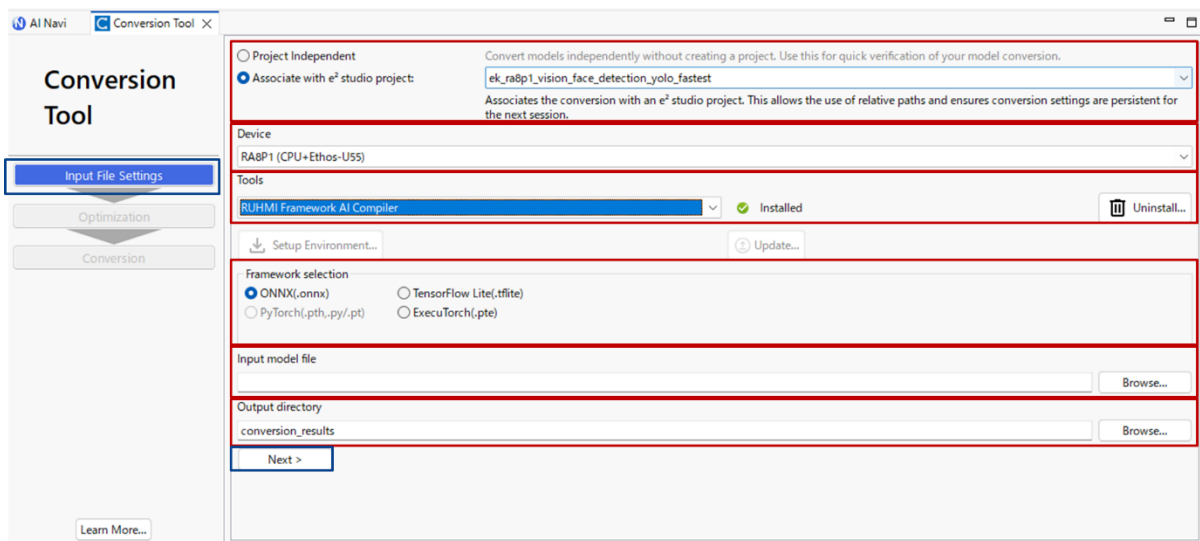 AI Navi
Conversion Tool
Conversion
Tool
Input File Settings
Optimization
Conversion
Learn More...
Project Independent
Convert models independently without creating a project. Use this for quick verification of your model conversion.
Associate with e² studio project:
ek_ra8p1_vision_face_detection_yolo_fastest
Associates the conversion with an e² studio project. This allows the use of relative paths and ensures conversion settings are persistent for
the next session.
Device
RA8P1 (CPU+Ethos-U55)
Tools
RUHMI Framework AI Compiler
Installed
Uninstall...
Setup Environment...
Update...
Framework selection
ONNX(.onnx)
TensorFlow Lite(.tflite)
PyTorch(.pth,.py/.pt)
ExecuTorch(.pte)
Input model file
Browse...
Output directory
conversion_results
Browse...
Next >